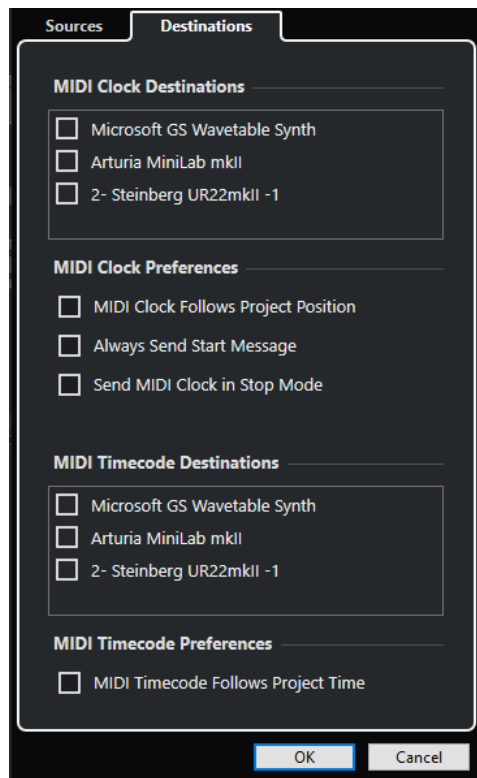 Sources Destinations
MIDI Clock Destinations
Microsoft GS Wavetable Synth
Arturia MiniLab mkII
2- Steinberg UR22mkII -1
MIDI Clock Preferences
MIDI Clock Follows Project Position
Always Send Start Message
Send MIDI Clock in Stop Mode
MIDI Timecode Destinations
Microsoft GS Wavetable Synth
Arturia MiniLab mkII
2- Steinberg UR22mkII -1
MIDI Timecode Preferences
MIDI Timecode Follows Project Time
OK Cancel